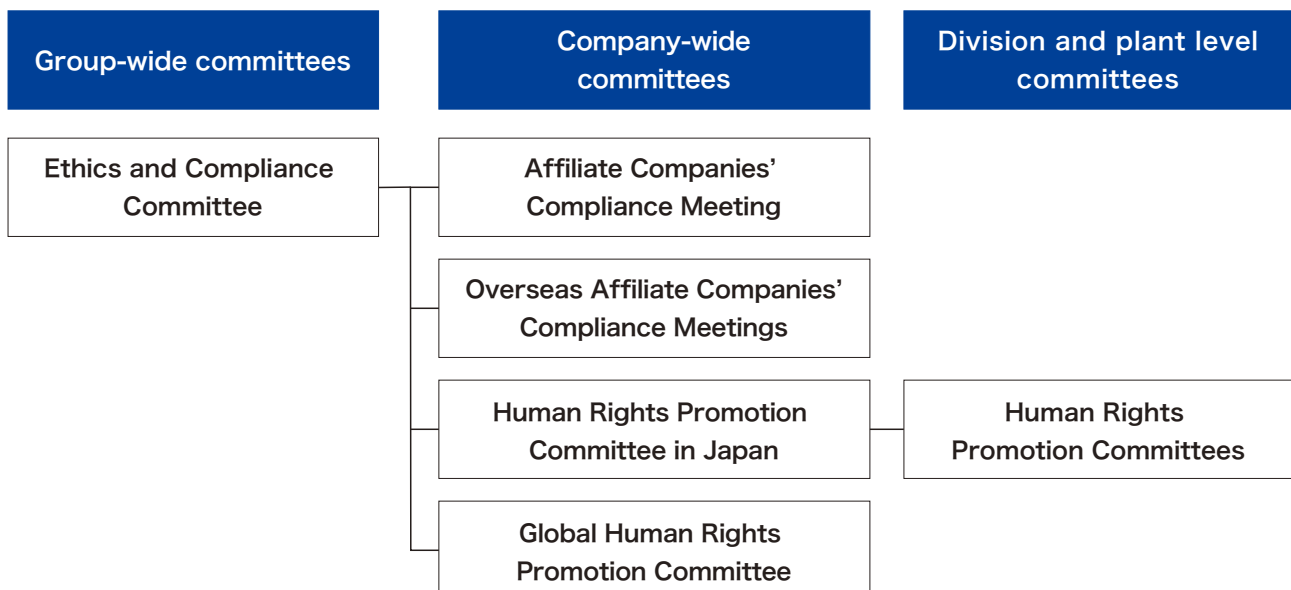 Group-wide committees
Company-wide
committees
Division and plant level
committees
Ethics and Compliance
Committee
Affiliate Companies’
Compliance Meeting
Overseas Affiliate Companies’
Compliance Meetings
Human Rights Promotion
Committee in Japan
Human Rights
Promotion Committees
Global Human Rights
Promotion Committee